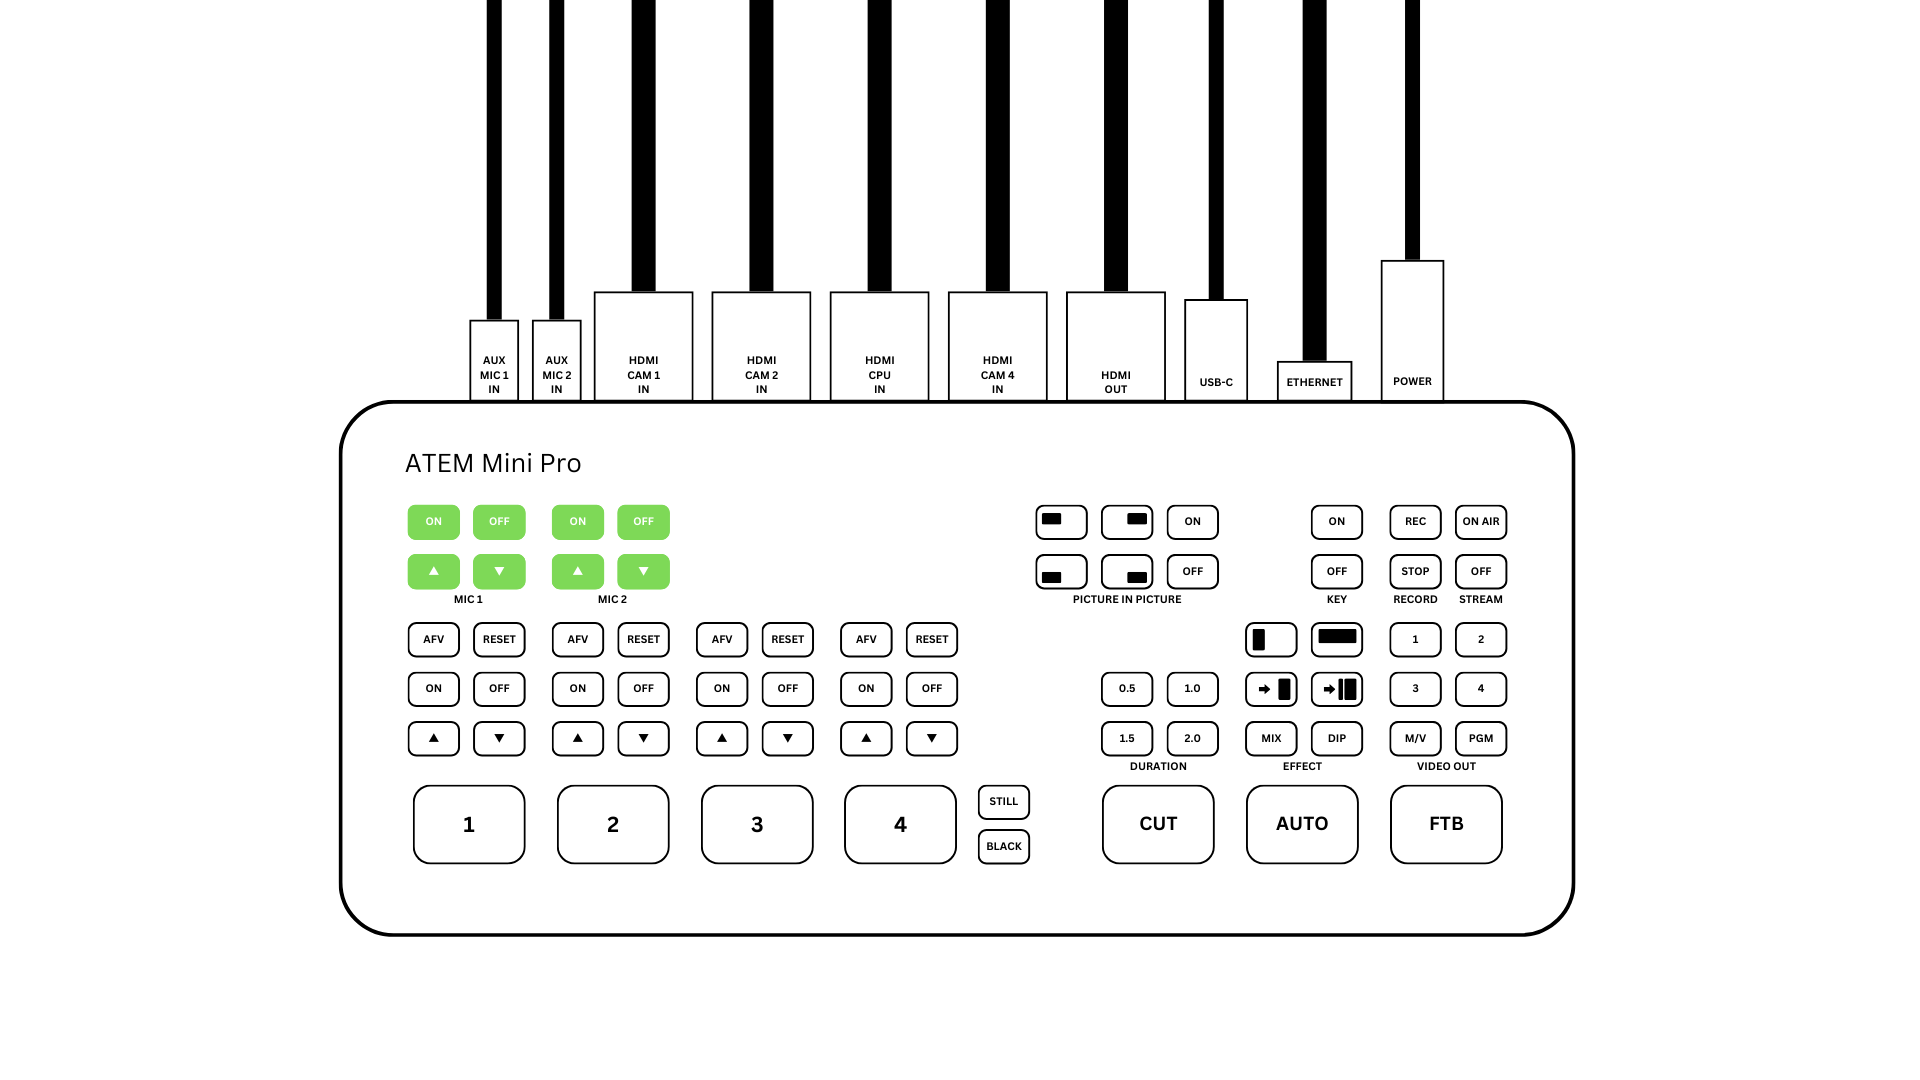 AUX
MIC 1
IN
AUX
MIC 2
IN
HDMI
CAM 1
IN
HDMI
CAM 2
IN
HDMI
CPU
IN
HDMI
CAM 4
IN
HDMI
OUT
USB-C
ETHERNET
POWER
ATEM Mini Pro
ON OFF ON OFF ON ON REC ON AIR
OFF OFF STOP OFF
MIC 1 MIC 2 PICTURE IN PICTURE KEY RECORD STREAM
AFV RESET AFV RESET AFV RESET AFV RESET 1 2
ON OFF ON OFF ON OFF ON OFF 0.5 1.0 3 4
1.5 2.0 MIX DIP M/V PGM
DURATION EFFECT VIDEO OUT
1 2 3 4 STILL CUT AUTO FTB
BLACK